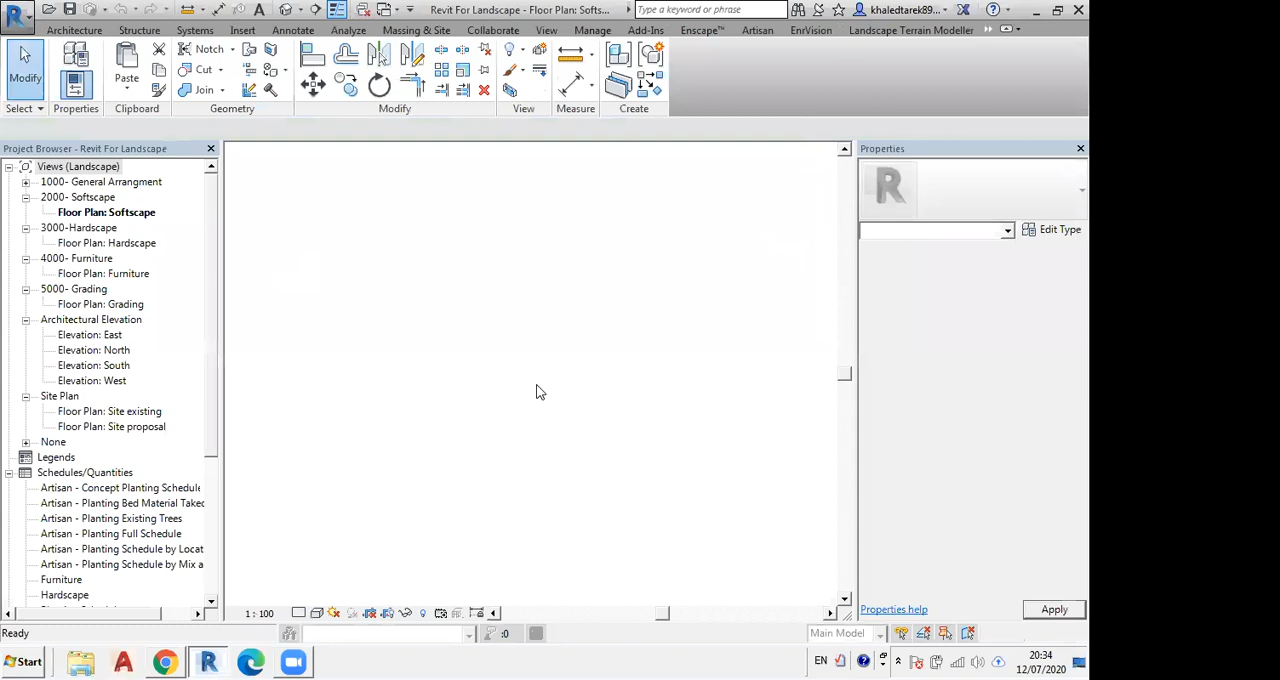 Revit For Landscape - Floor Plan: Softs...
Type a keyword or phrase
khaledtarek89...
Architecture Structure Systems Insert Annotate Analyze Massing & Site Collaborate View Manage Add-Ins Enscape™ Artisan EnVision Landscape Terrain Modeller
Modify Paste Notch Cut Join
Select Properties Clipboard Geometry Modify View Measure Create
Project Browser - Revit For Landscape
Properties
Views (Landscape)
1000- General Arrangment
2000- Softscape
Floor Plan: Softscape
3000-Hardscape
Floor Plan: Hardscape
4000- Furniture
Floor Plan: Furniture
5000- Grading
Floor Plan: Grading
Architectural Elevation
Elevation: East
Elevation: North
Elevation: South
Elevation: West
Site Plan
Floor Plan: Site existing
Floor Plan: Site proposal
None
Legends
Schedules/Quantities
Artisan - Concept Planting Schedule
Artisan - Planting Bed Material Takeo
Artisan - Planting Existing Trees
Artisan - Planting Full Schedule
Artisan - Planting Schedule by Locat
Artisan - Planting Schedule by Mix a
Furniture
Hardscape
R
Edit Type
1 : 100
Properties help
Apply
Ready
:0
Main Model
Start
EN
20:34
12/07/2020